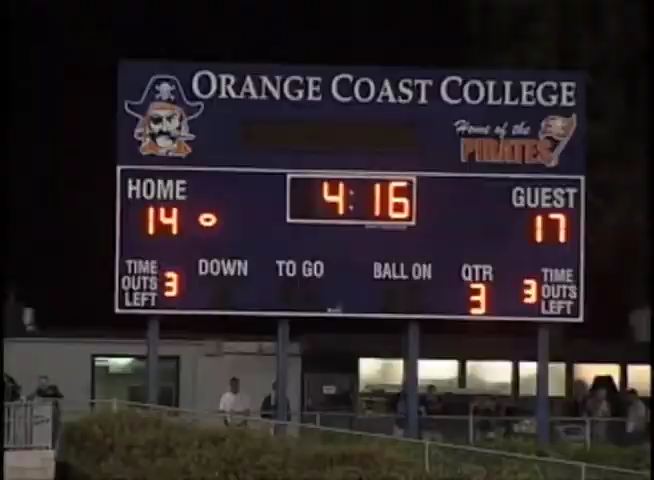 ORANGE COAST COLLEGE
Home of the
PIRATES
HOME 4:16 GUEST
14 17
TIME OUTS LEFT 3 DOWN TO GO BALL ON QTR 3 3 TIME OUTS LEFT